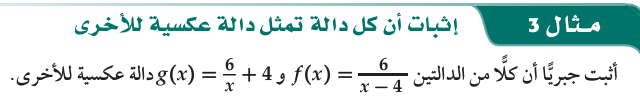 مثال 3 إثبات أن كل دالة تمثل دالة عكسية للأخرى
أثبت جبريًّا أن كلًّا من الدالتين f(x) = 6/(x − 4) و g(x) = 6/x + 4 دالة عكسية للأخرى.